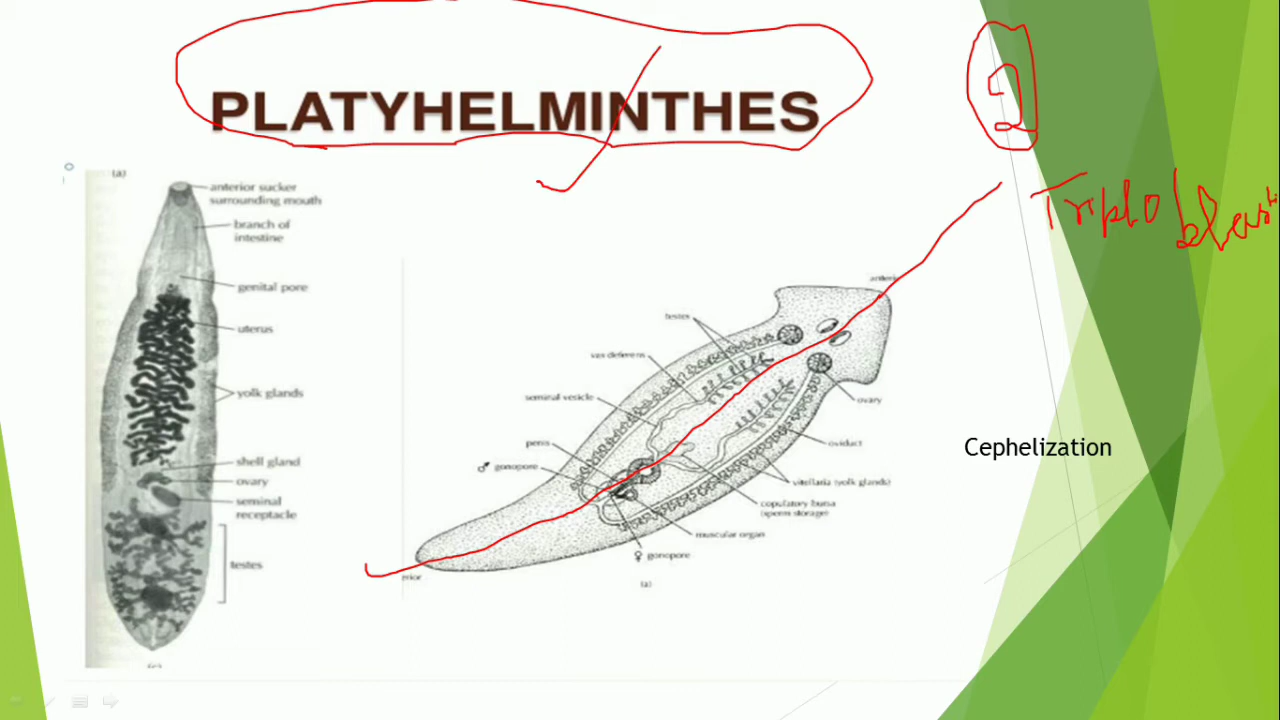 PLATYHELMINTHES
2
Triploblast
(a)
anterior sucker
surrounding mouth
branch of
intestine
genital pore
uterus
yolk glands
shell gland
ovary
seminal
receptacle
testes
(c)
anterior
testes
vas deferens
seminal vesicle
penis
♂ gonopore
ovary
oviduct
vitellaria (yolk glands)
copulatory bursa
(sperm storage)
muscular organ
♀ gonopore
erior
(a)
Cephelization